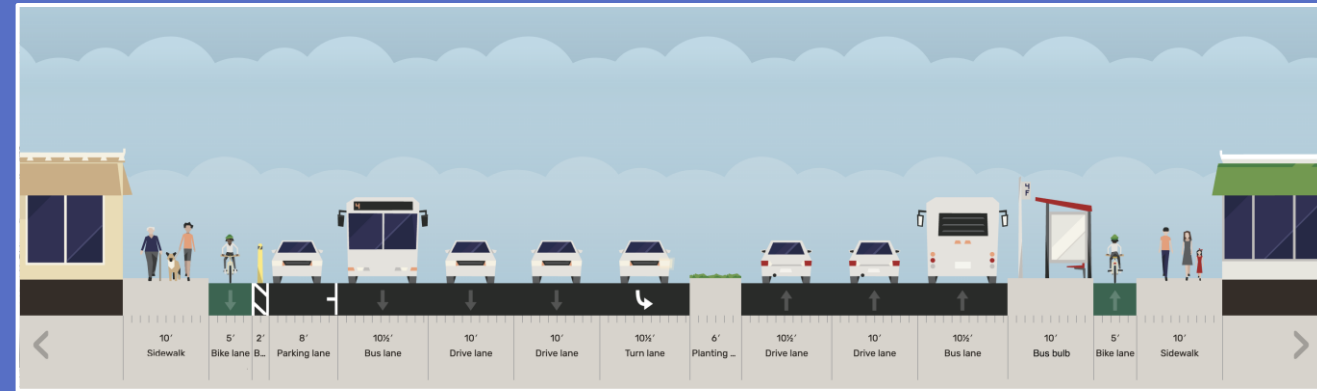 4
4
F
10′ 5′ 2′ 8′ 10½′ 10′ 10′ 10½′ 6′ 10½′ 10′ 10½′ 10′ 5′ 10′
Sidewalk Bike lane B... Parking lane Bus lane Drive lane Drive lane Turn lane Planting ... Drive lane Drive lane Bus lane Bus bulb Bike lane Sidewalk